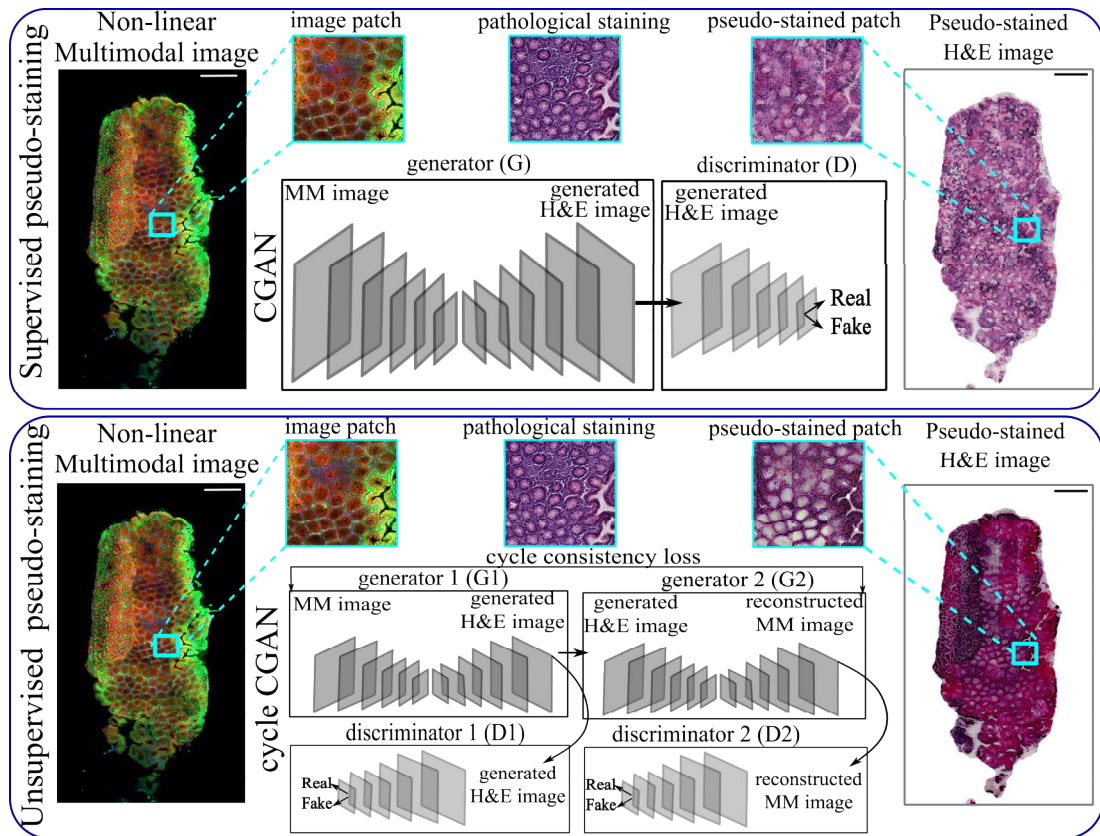 Supervised pseudo-staining
Non-linear
Multimodal image
image patch
pathological staining
pseudo-stained patch
Pseudo-stained
H&E image
generator (G)
discriminator (D)
CGAN
MM image
generated
H&E image
generated
H&E image
Real
Fake
Unsupervised pseudo-staining
Non-linear
Multimodal image
image patch
pathological staining
pseudo-stained patch
Pseudo-stained
H&E image
cycle consistency loss
generator 1 (G1)
generator 2 (G2)
cycle CGAN
MM image
generated
H&E image
generated
H&E image
reconstructed
MM image
discriminator 1 (D1)
discriminator 2 (D2)
Real
Fake
generated
H&E image
Real
Fake
reconstructed
MM image